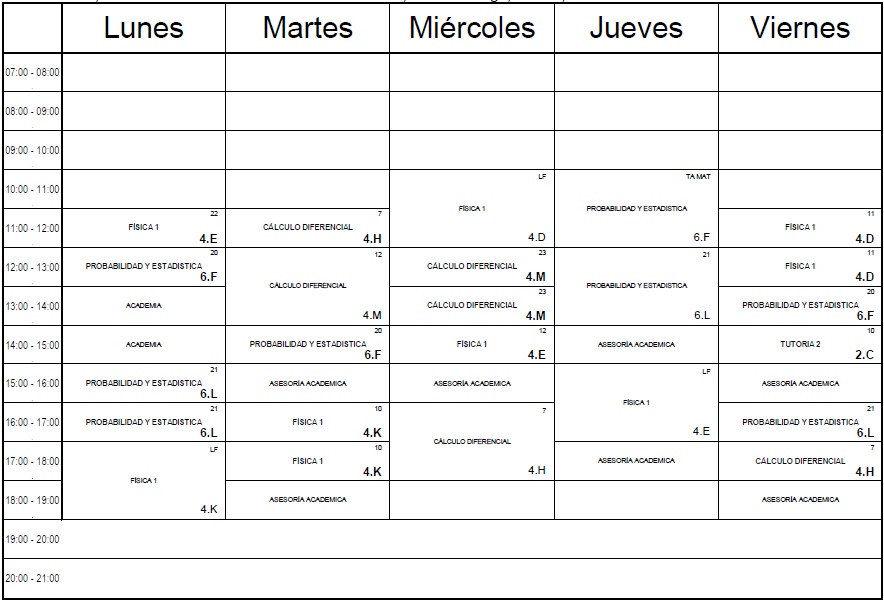 Lunes Martes Miércoles Jueves Viernes
07:00 - 08:00
08:00 - 09:00
09:00 - 10:00
10:00 - 11:00
LF
FÍSICA 1
4.D
TA MAT
PROBABILIDAD Y ESTADISTICA
6.F
11:00 - 12:00
22
FÍSICA 1
4.E
7
CÁLCULO DIFERENCIAL
4.H
11
FÍSICA 1
4.D
12:00 - 13:00
20
PROBABILIDAD Y ESTADISTICA
6.F
12
CÁLCULO DIFERENCIAL
4.M
23
CÁLCULO DIFERENCIAL
4.M
21
PROBABILIDAD Y ESTADISTICA
6.L
11
FÍSICA 1
4.D
13:00 - 14:00
ACADEMIA
23
CÁLCULO DIFERENCIAL
4.M
20
PROBABILIDAD Y ESTADISTICA
6.F
14:00 - 15:00
ACADEMIA
20
PROBABILIDAD Y ESTADISTICA
6.F
12
FÍSICA 1
4.E
ASESORÍA ACADEMICA
10
TUTORIA 2
2.C
15:00 - 16:00
21
PROBABILIDAD Y ESTADISTICA
6.L
ASESORÍA ACADEMICA
ASESORÍA ACADEMICA
LF
FÍSICA 1
4.E
ASESORÍA ACADEMICA
16:00 - 17:00
21
PROBABILIDAD Y ESTADISTICA
6.L
10
FÍSICA 1
4.K
7
CÁLCULO DIFERENCIAL
4.H
21
PROBABILIDAD Y ESTADISTICA
6.L
17:00 - 18:00
LF
FÍSICA 1
4.K
10
FÍSICA 1
4.K
ASESORÍA ACADEMICA
7
CÁLCULO DIFERENCIAL
4.H
18:00 - 19:00
ASESORÍA ACADEMICA
ASESORÍA ACADEMICA
19:00 - 20:00
20:00 - 21:00